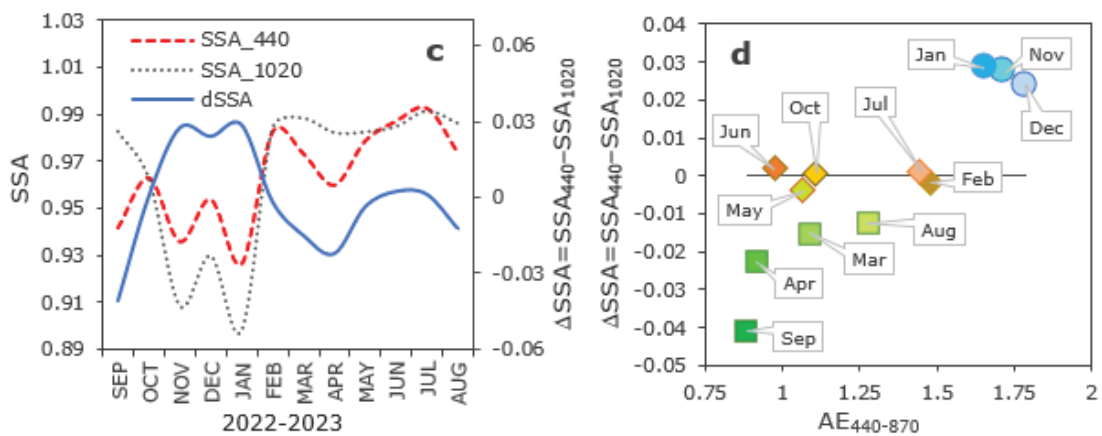 1.03
1.01
0.99
0.97
0.95
0.93
0.91
0.89
SSA
SSA_440
SSA_1020
dSSA
c
0.06
0.03
0
-0.03
-0.06
ΔSSA=SSA440-SSA1020
SEP
OCT
NOV
DEC
JAN
FEB
MAR
APR
MAY
JUN
JUL
AUG
2022-2023
ΔSSA=SSA440-SSA1020
0.04
0.03
0.02
0.01
0
-0.01
-0.02
-0.03
-0.04
-0.05
d
Jan
Nov
Dec
Oct
Jul
Jun
Feb
May
Aug
Mar
Apr
Sep
0.75
1
1.25
1.5
1.75
2
AE440-870